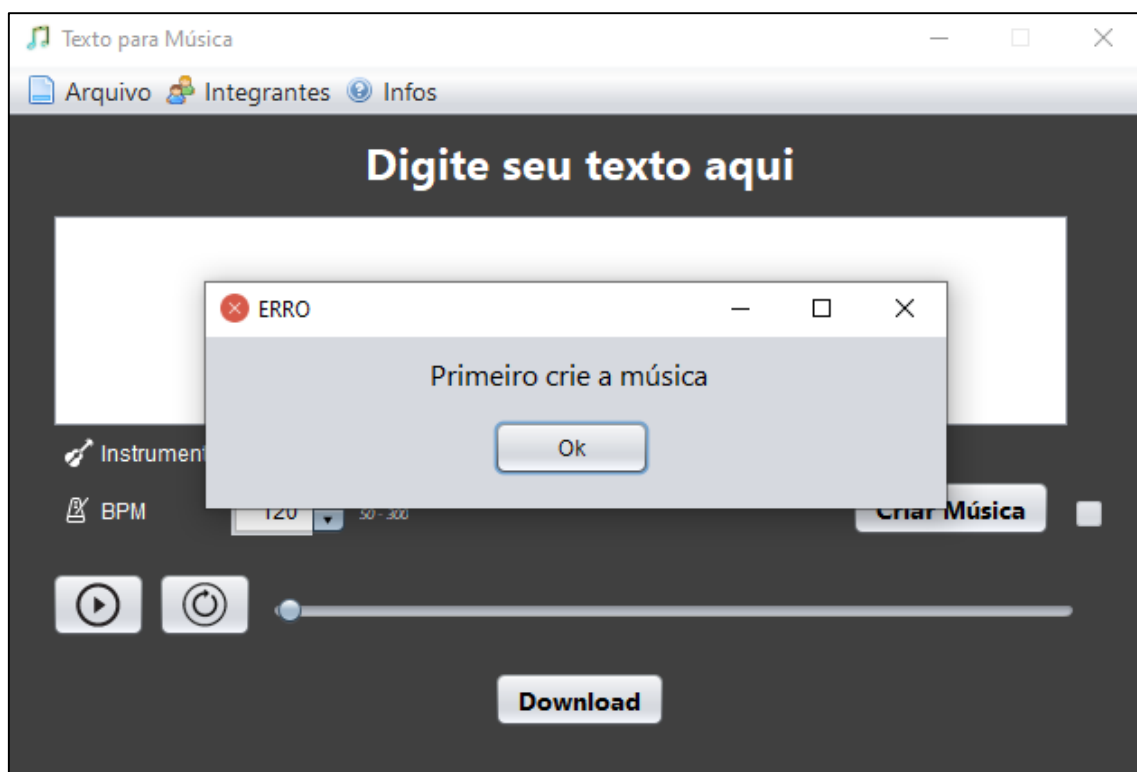 Texto para Música
Arquivo Integrantes Infos
Digite seu texto aqui
ERRO
Primeiro crie a música
Ok
Instrument
BPM 120 50 - 300 Criar Música
Download